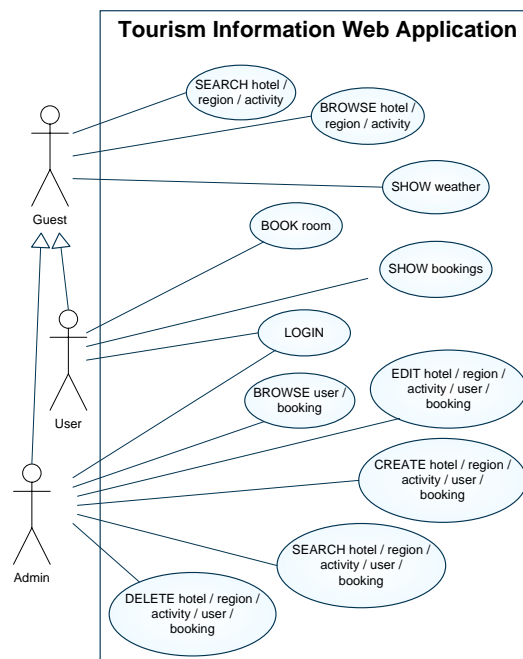 Tourism Information Web Application
SEARCH hotel /
region / activity
BROWSE hotel /
region / activity
Guest
SHOW weather
BOOK room
SHOW bookings
User
LOGIN
EDIT hotel / region /
activity / user /
booking
BROWSE user /
booking
CREATE hotel / region /
activity / user /
booking
Admin
SEARCH hotel / region /
activity / user /
booking
DELETE hotel / region /
activity / user /
booking